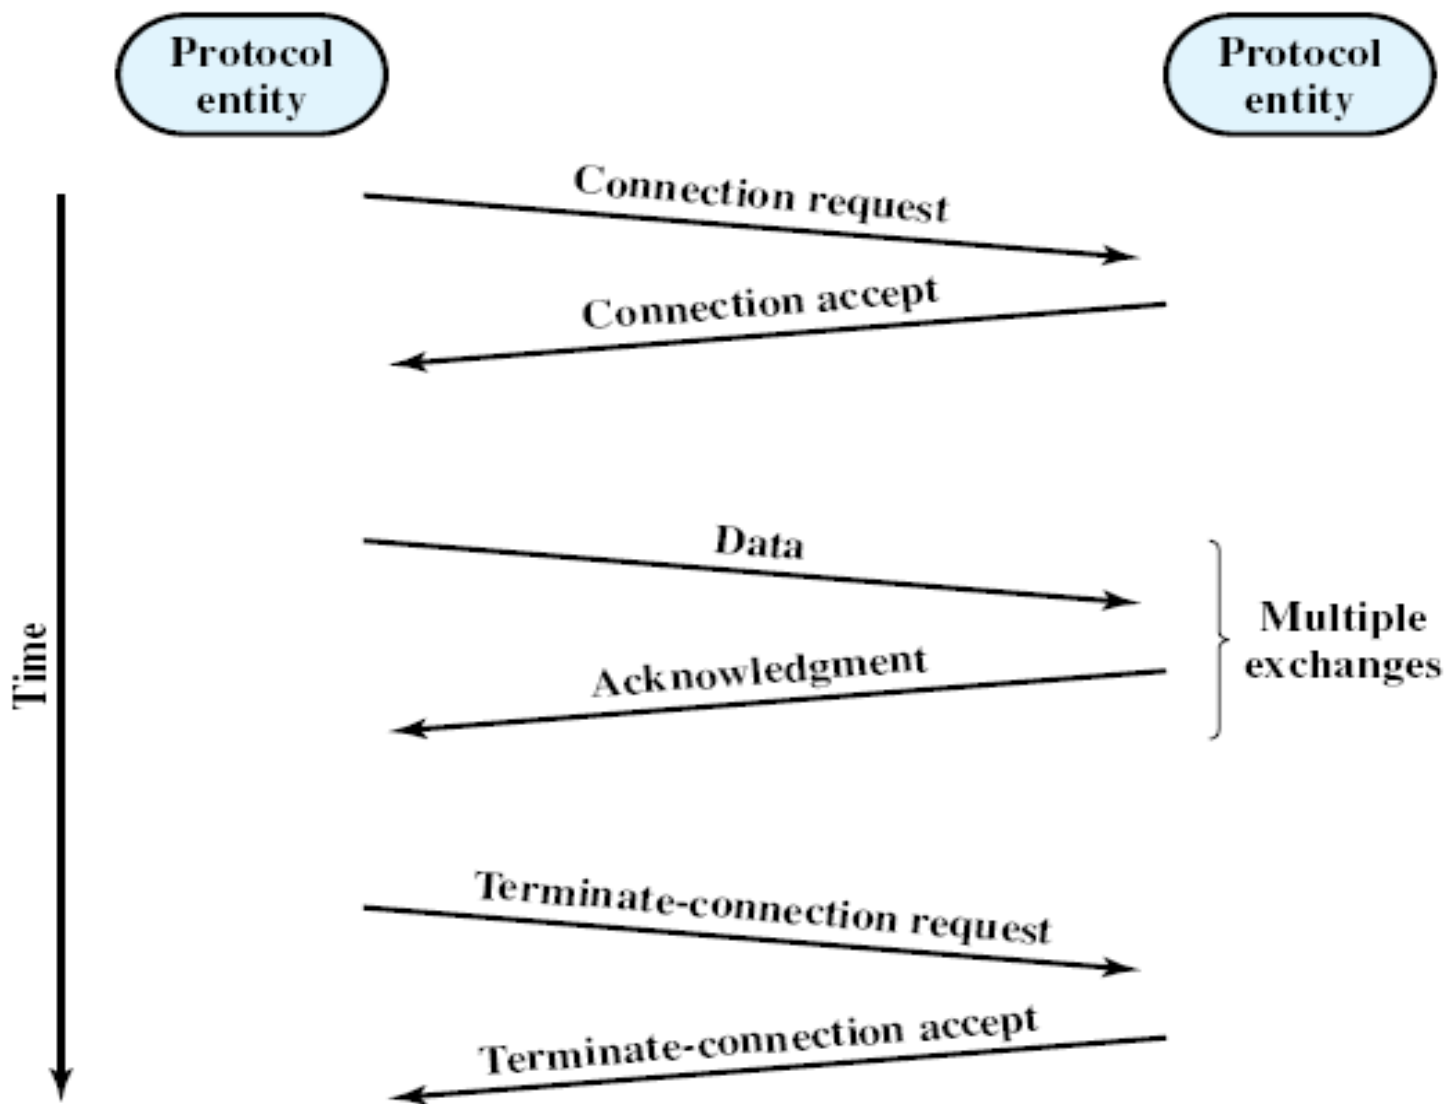 Protocol
entity
Protocol
entity
Connection request
Connection accept
Data
Acknowledgment
Multiple
exchanges
Time
Terminate-connection request
Terminate-connection accept